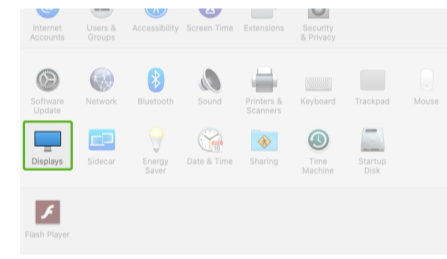 Internet Users & Accessibility Screen Time Extensions Security
Accounts Groups & Privacy
Software Network Bluetooth Sound Printers & Keyboard Trackpad Mouse
Update Scanners
Displays Sidecar Energy Date & Time Sharing Time Startup
Saver Machine Disk
Flash Player